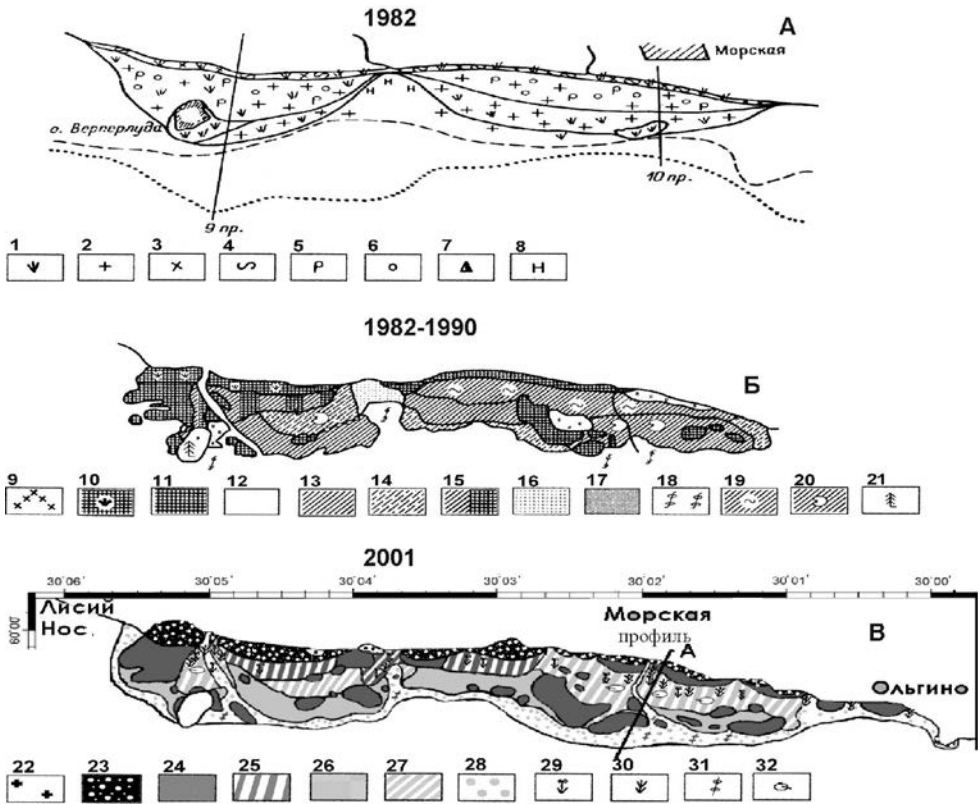 1982
А
Морская
о. Верперлуда
10 пр.
9 пр.
1 2 3 4 5 6 7 8
Р Н
1982-1990
Б
9 10 11 12 13 14 15 16 17 18 19 20 21
2001
30°06' 30°05' 30°04' 30°03' 30°02' 30°01' 30°00'
60°00'
Лисий
Нос.
Морская
профиль
А
В
Ольгино
22 23 24 25 26 27 28 29 30 31 32